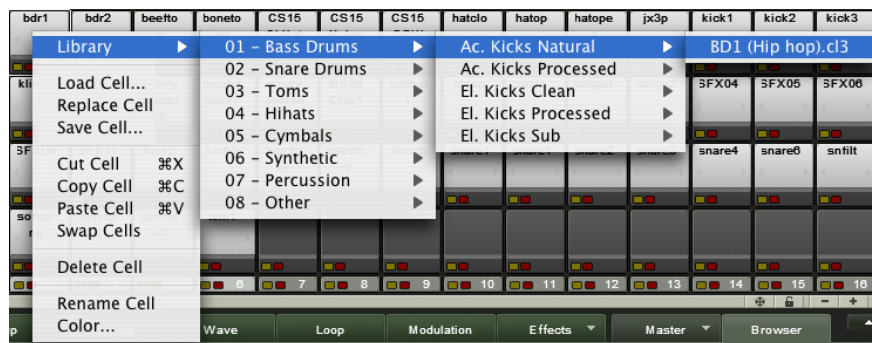 bdr1 bdr2 beefto boneto CS15 CS15 CS15 hatclo hatop hatope jx3p kick1 kick2 kick3
Library 01 – Bass Drums Ac. Kicks Natural BD1 (Hip hop).cl3
02 – Snare Drums Ac. Kicks Processed
Load Cell... 03 – Toms El. Kicks Clean SFX04 SFX05 SFX06
Replace Cell 04 – Hihats El. Kicks Processed
Save Cell... 05 – Cymbals El. Kicks Sub
Cut Cell ⌘X 06 – Synthetic snare4 snare6 snfilt
Copy Cell ⌘C 07 – Percussion
Paste Cell ⌘V 08 – Other
Swap Cells
Delete Cell
6 7 8 9 10 11 12 13 14 15 16
Rename Cell
Color... Wave Loop Modulation Effects Master Browser